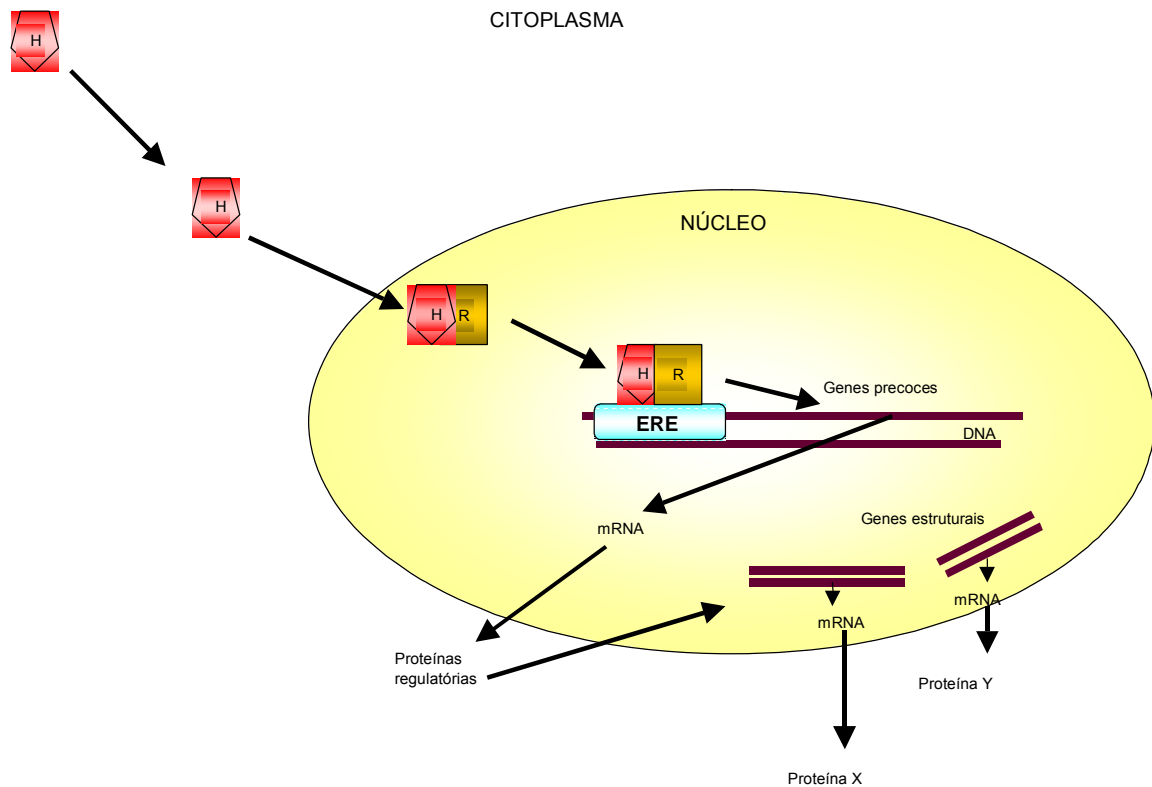 CITOPLASMA
H
H
NÚCLEO
H R
H R
Genes precoces
ERE
DNA
Genes estruturais
mRNA
mRNA
mRNA
Proteínas
regulatórias
Proteína Y
Proteína X